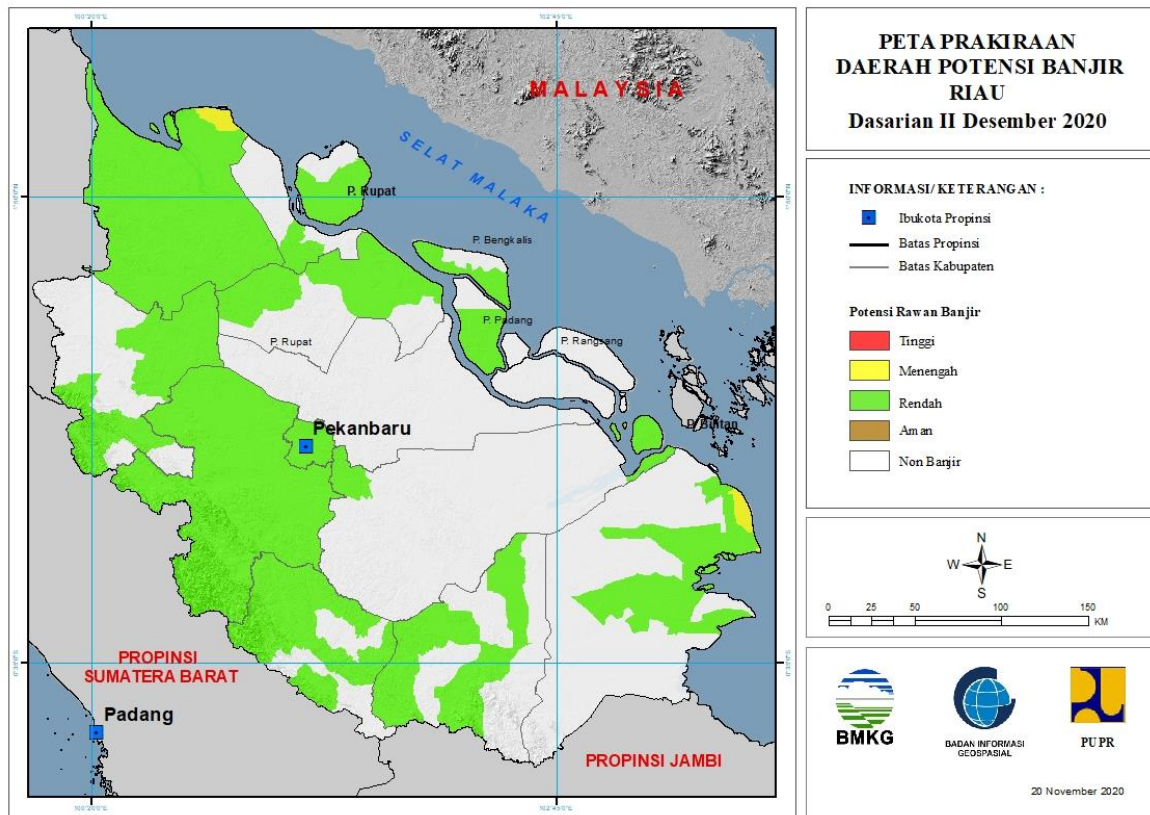 PETA PRAKIRAAN
DAERAH POTENSI BANJIR
RIAU
Dasarian II Desember 2020
INFORMASI/ KETERANGAN :
Ibukota Propinsi
Batas Propinsi
Batas Kabupaten
Potensi Rawan Banjir
Tinggi
Menengah
Rendah
Aman
Non Banjir
N
W E
S
0 25 50 100 150
KM
BMKG
BADAN INFORMASI
GEOSPASIAL
PUPR
20 November 2020
MALAYSIA
SELAT MALAKA
P. Rupat
P. Bengkalis
P. Padang
P. Rangsang
P. Rupat
P. Bintan
Pekanbaru
PROPINSI
SUMATERA BARAT
Padang
PROPINSI JAMBI